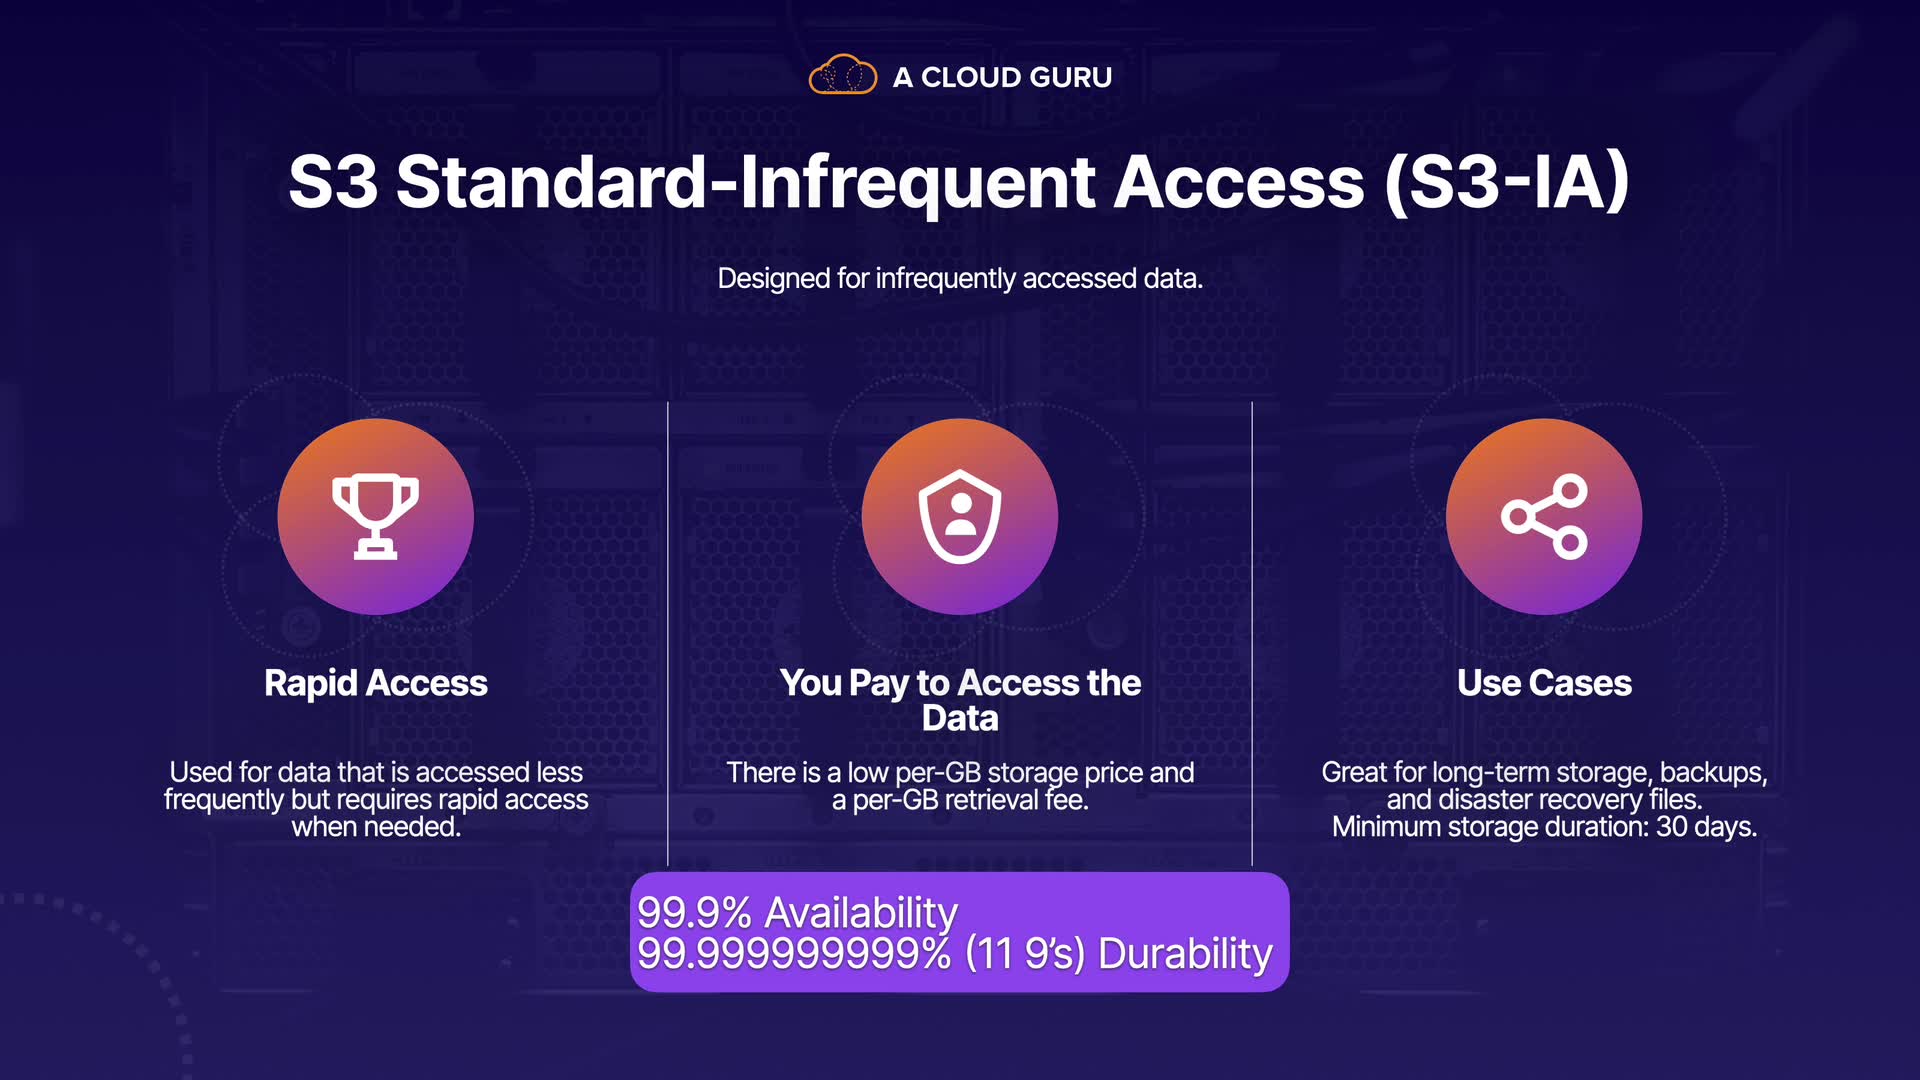 A CLOUD GURU
S3 Standard-Infrequent Access (S3-IA)
Designed for infrequently accessed data.
Rapid Access
Used for data that is accessed less
frequently but requires rapid access
when needed.
You Pay to Access the
Data
There is a low per-GB storage price and
a per-GB retrieval fee.
Use Cases
Great for long-term storage, backups,
and disaster recovery files.
Minimum storage duration: 30 days.
99.9% Availability
99.999999999% (11 9’s) Durability